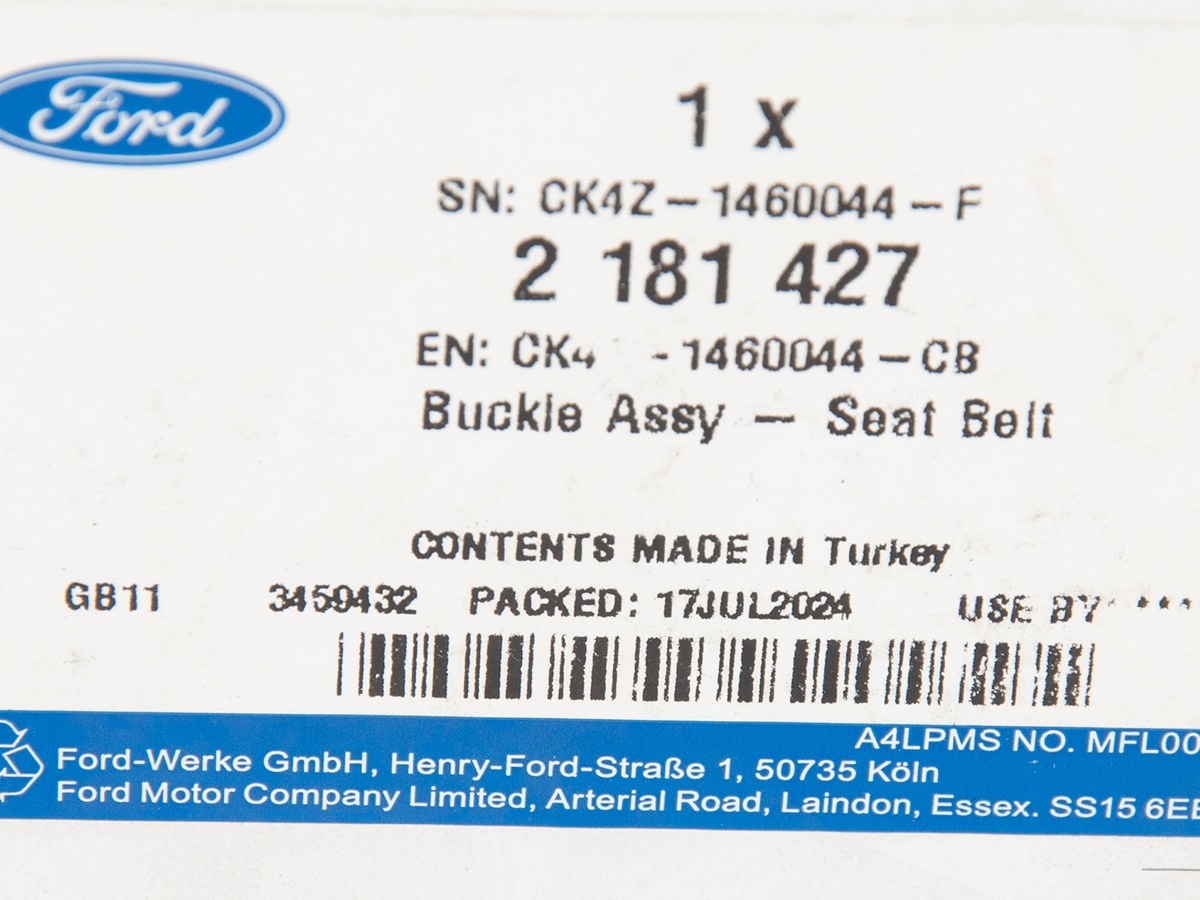 Ford
1 x
SN: CK4Z-1460044-F
2 181 427
EN: CK4 -1460044-CB
Buckle Assy - Seat Belt
CONTENTS MADE IN Turkey
GB11 3459432 PACKED: 17JUL2024 USE BY ***
A4LPMS NO. MFL00
Ford-Werke GmbH, Henry-Ford-Straße 1, 50735 Köln
Ford Motor Company Limited, Arterial Road, Laindon, Essex. SS15 6EE